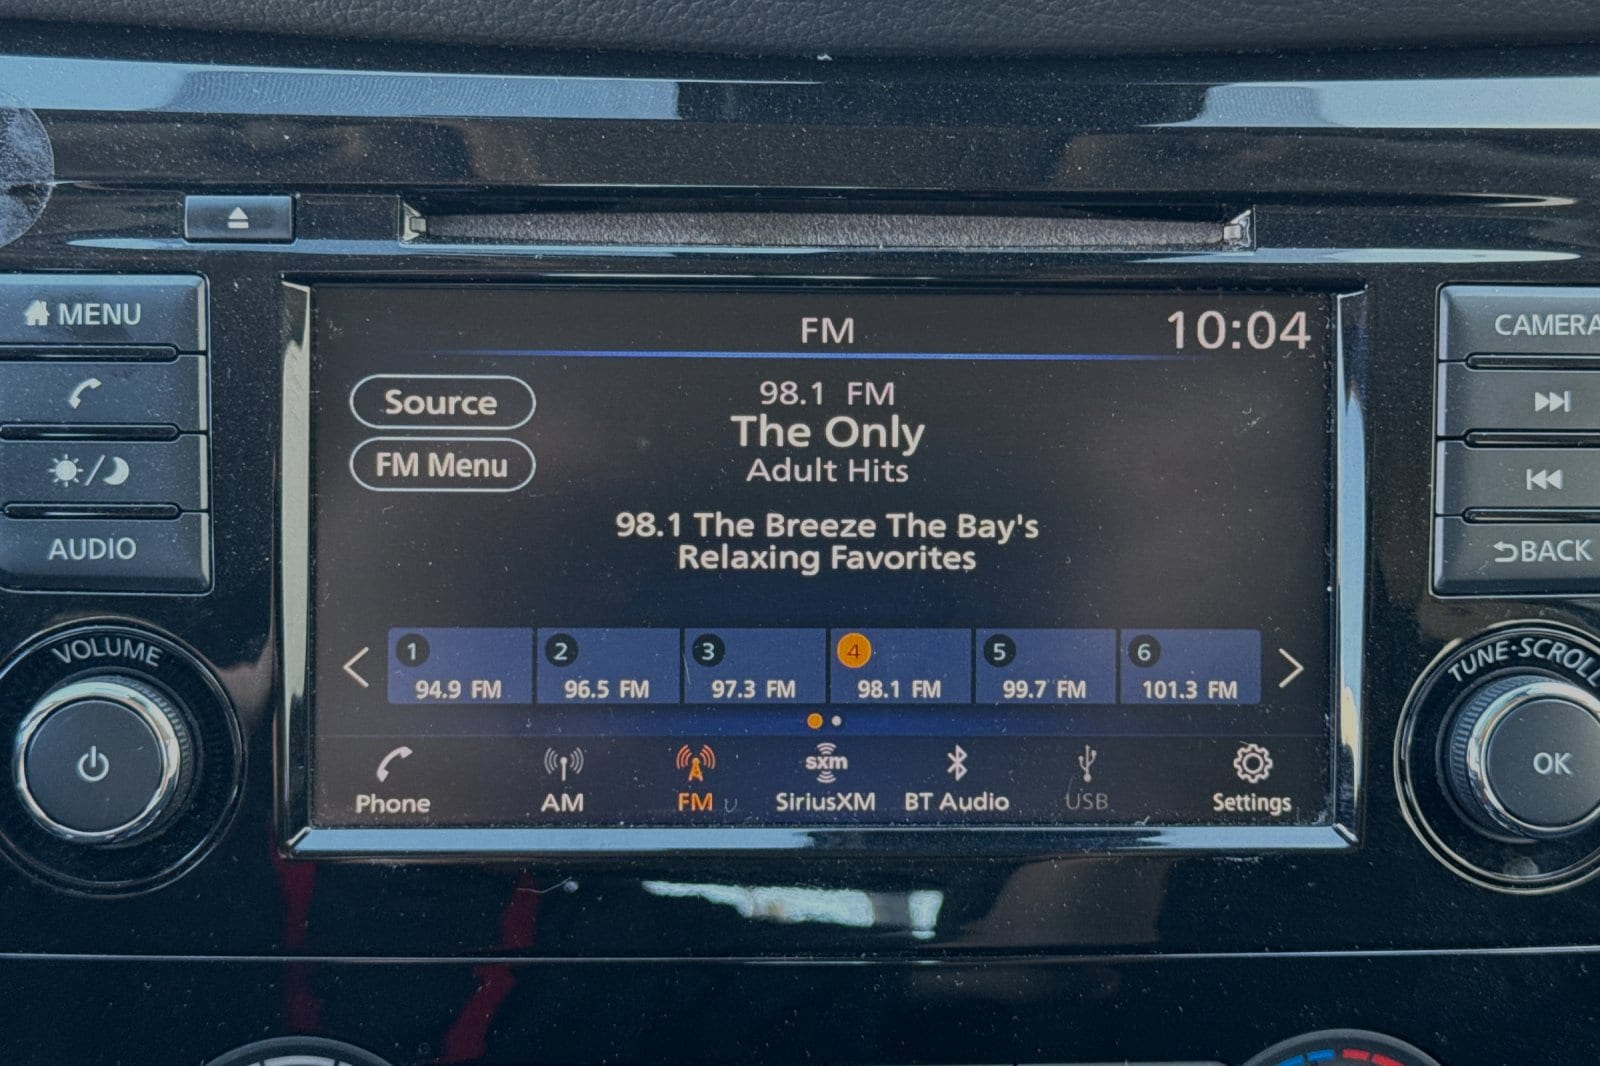 MENU
AUDIO
VOLUME
FM
10:04
Source
FM Menu
98.1 FM
The Only
Adult Hits
98.1 The Breeze The Bay's
Relaxing Favorites
1
94.9 FM
2
96.5 FM
3
97.3 FM
4
98.1 FM
5
99.7 FM
6
101.3 FM
Phone
AM
FM
sxm
SiriusXM
BT Audio
USB
Settings
CAMERA
BACK
TUNE·SCROLL
OK